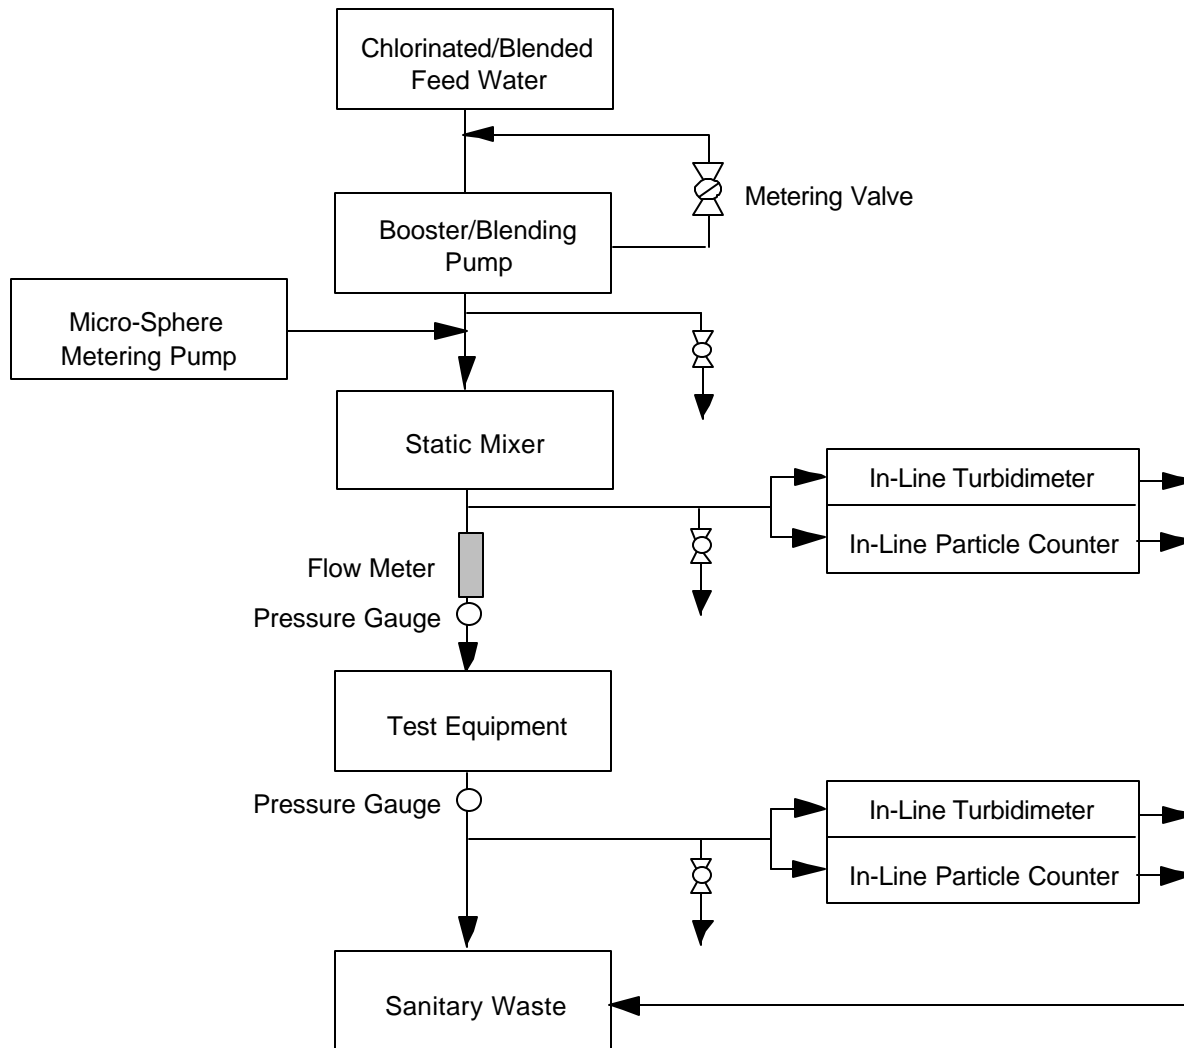 Chlorinated/Blended
Feed Water
Metering Valve
Booster/Blending
Pump
Micro-Sphere
Metering Pump
Static Mixer
In-Line Turbidimeter
In-Line Particle Counter
Flow Meter
Pressure Gauge
Test Equipment
Pressure Gauge
In-Line Turbidimeter
In-Line Particle Counter
Sanitary Waste